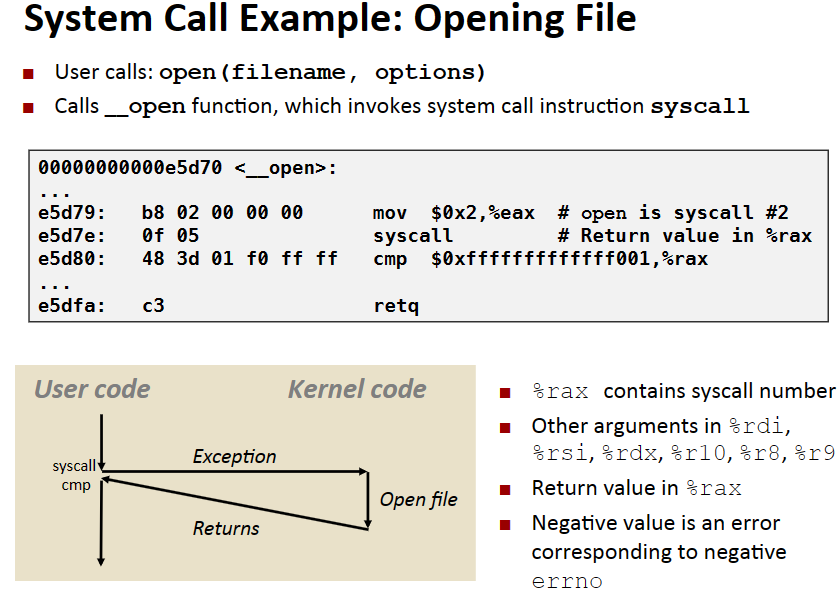 System Call Example: Opening File
■ User calls: open(filename, options)
■ Calls __open function, which invokes system call instruction syscall
00000000000e5d70 <__open>:
...
e5d79: b8 02 00 00 00 mov $0x2,%eax # open is syscall #2
e5d7e: 0f 05 syscall # Return value in %rax
e5d80: 48 3d 01 f0 ff ff cmp $0xfffffffffffff001,%rax
...
e5dfa: c3 retq
User code Kernel code
Exception
syscall
cmp
Open file
Returns
■ %rax contains syscall number
■ Other arguments in %rdi,
%rsi, %rdx, %r10, %r8, %r9
■ Return value in %rax
■ Negative value is an error
corresponding to negative
errno